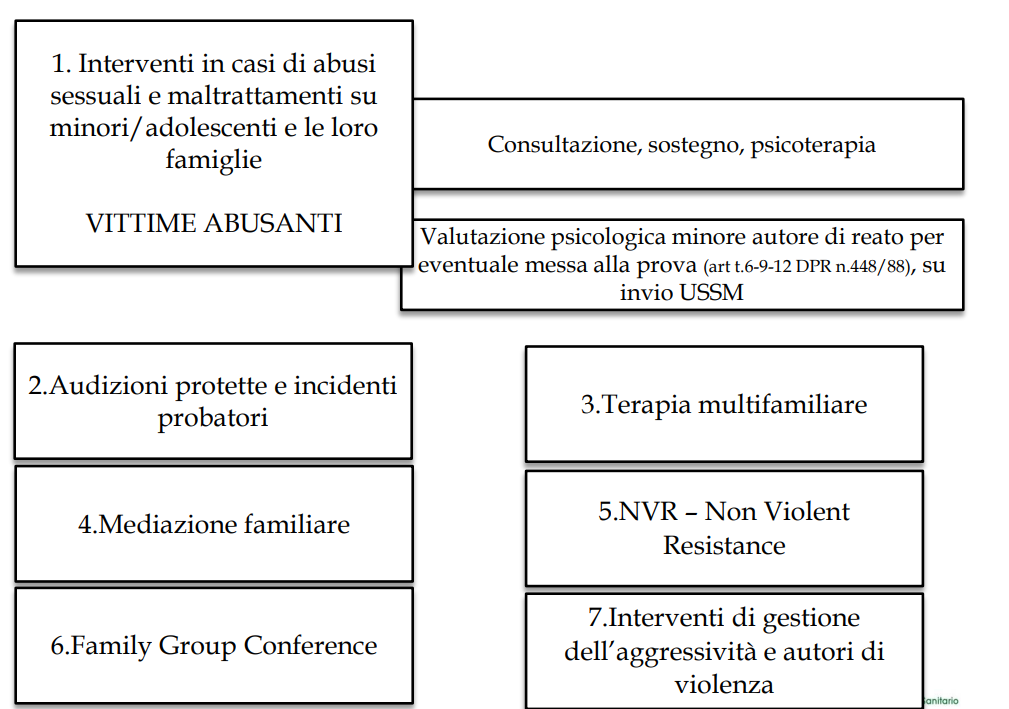 1. Interventi in casi di abusi
sessuali e maltrattamenti su
minori/adolescenti e le loro
famiglie
VITTIME ABUSANTI
Consultazione, sostegno, psicoterapia
Valutazione psicologica minore autore di reato per
eventuale messa alla prova (art t.6-9-12 DPR n.448/88), su
invio USSM
2.Audizioni protette e incidenti
probatori
3.Terapia multifamiliare
4.Mediazione familiare
5.NVR – Non Violent
Resistance
6.Family Group Conference
7.Interventi di gestione
dell’aggressività e autori di
violenza